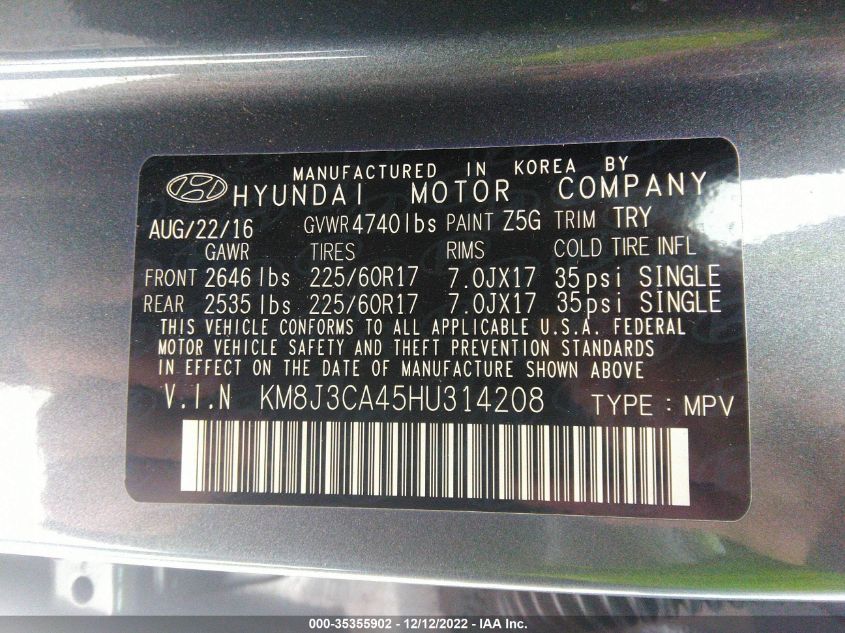 MANUFACTURED IN KOREA BY
HYUNDAI MOTOR COMPANY
AUG/22/16 GVWR 4740lbs PAINT Z5G TRIM TRY
GAWR TIRES RIMS COLD TIRE INFL
FRONT 2646 lbs 225/60R17 7.0JX17 35psi SINGLE
REAR 2535 lbs 225/60R17 7.0JX17 35psi SINGLE
THIS VEHICLE CONFORMS TO ALL APPLICABLE U.S.A. FEDERAL
MOTOR VEHICLE SAFETY AND THEFT PREVENTION STANDARDS
IN EFFECT ON THE DATE OF MANUFACTURE SHOWN ABOVE
V.I.N KM8J3CA45HU314208 TYPE : MPV
000-35355902 - 12/12/2022 - IAA Inc.